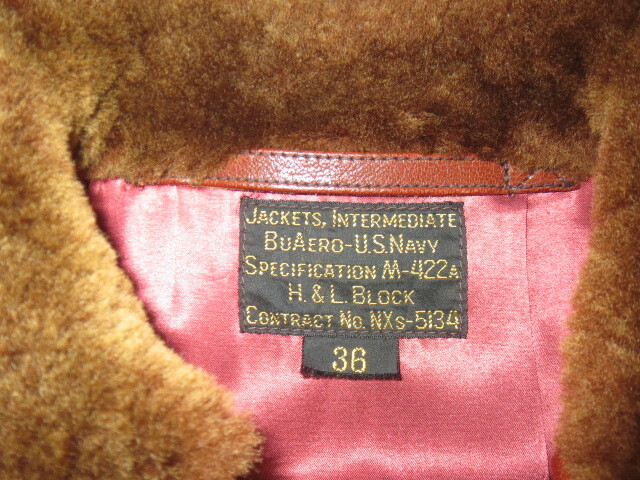 JACKETS, INTERMEDIATE
BUAERO-U.S.NAVY
SPECIFICATION M-422A
H. & L. BLOCK
CONTRACT NO. NXS-5134
36